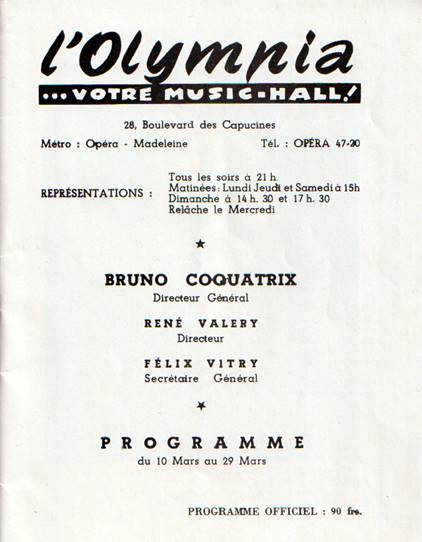 l'Olympia
...VOTRE MUSIC-HALL!
28, Boulevard des Capucines
Métro : Opéra - Madeleine Tél. : OPÉRA 47-20
REPRÉSENTATIONS :
Tous les soirs à 21 h.
Matinées : Lundi Jeudi et Samedi à 15h
Dimanche à 14 h. 30 et 17 h. 30
Relâche le Mercredi
BRUNO COQUATRIX
Directeur Général
RENÉ VALERY
Directeur
FÉLIX VITRY
Secrétaire Général
PROGRAMME
du 10 Mars au 29 Mars
PROGRAMME OFFICIEL : 90 frs.